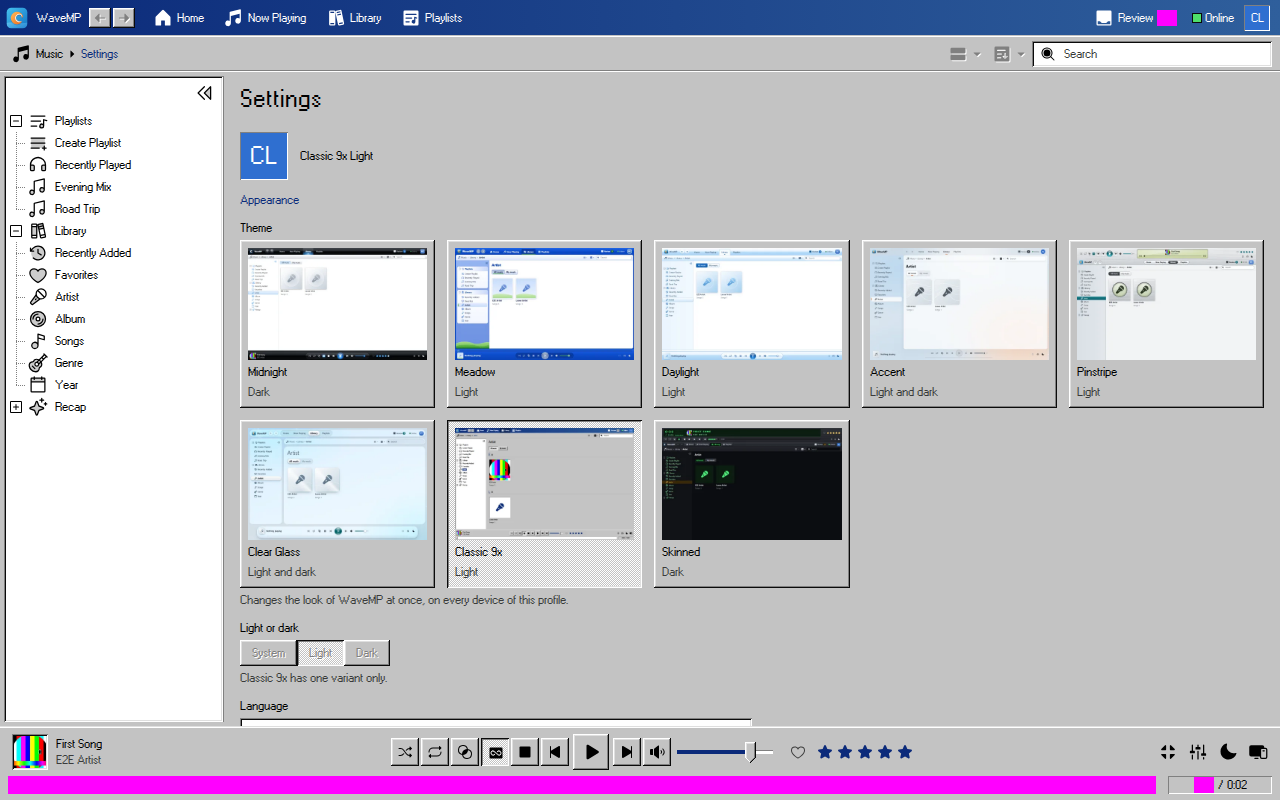 WaveMP
Home
Now Playing
Library
Playlists
Review
Online
CL
Music
Settings
Search
Playlists
Create Playlist
Recently Played
Evening Mix
Road Trip
Library
Recently Added
Favorites
Artist
Album
Songs
Genre
Year
Recap
Settings
CL
Classic 9x Light
Appearance
Theme
Midnight
Dark
Meadow
Light
Daylight
Light
Accent
Light and dark
Pinstripe
Light
Clear Glass
Light and dark
Classic 9x
Light
Skinned
Dark
Changes the look of WaveMP at once, on every device of this profile.
Light or dark
System
Light
Dark
Classic 9x has one variant only.
Language
First Song
E2E Artist
/ 0:02